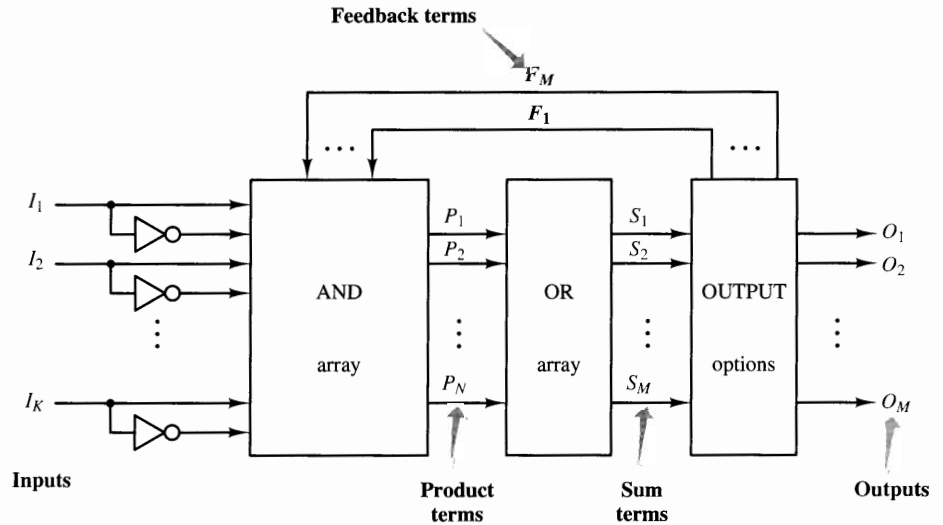 Feedback terms
F_M
F_1
I_1
P_1
S_1
O_1
I_2
P_2
S_2
O_2
AND
array
OR
array
OUTPUT
options
I_K
P_N
S_M
O_M
Inputs
Product
terms
Sum
terms
Outputs